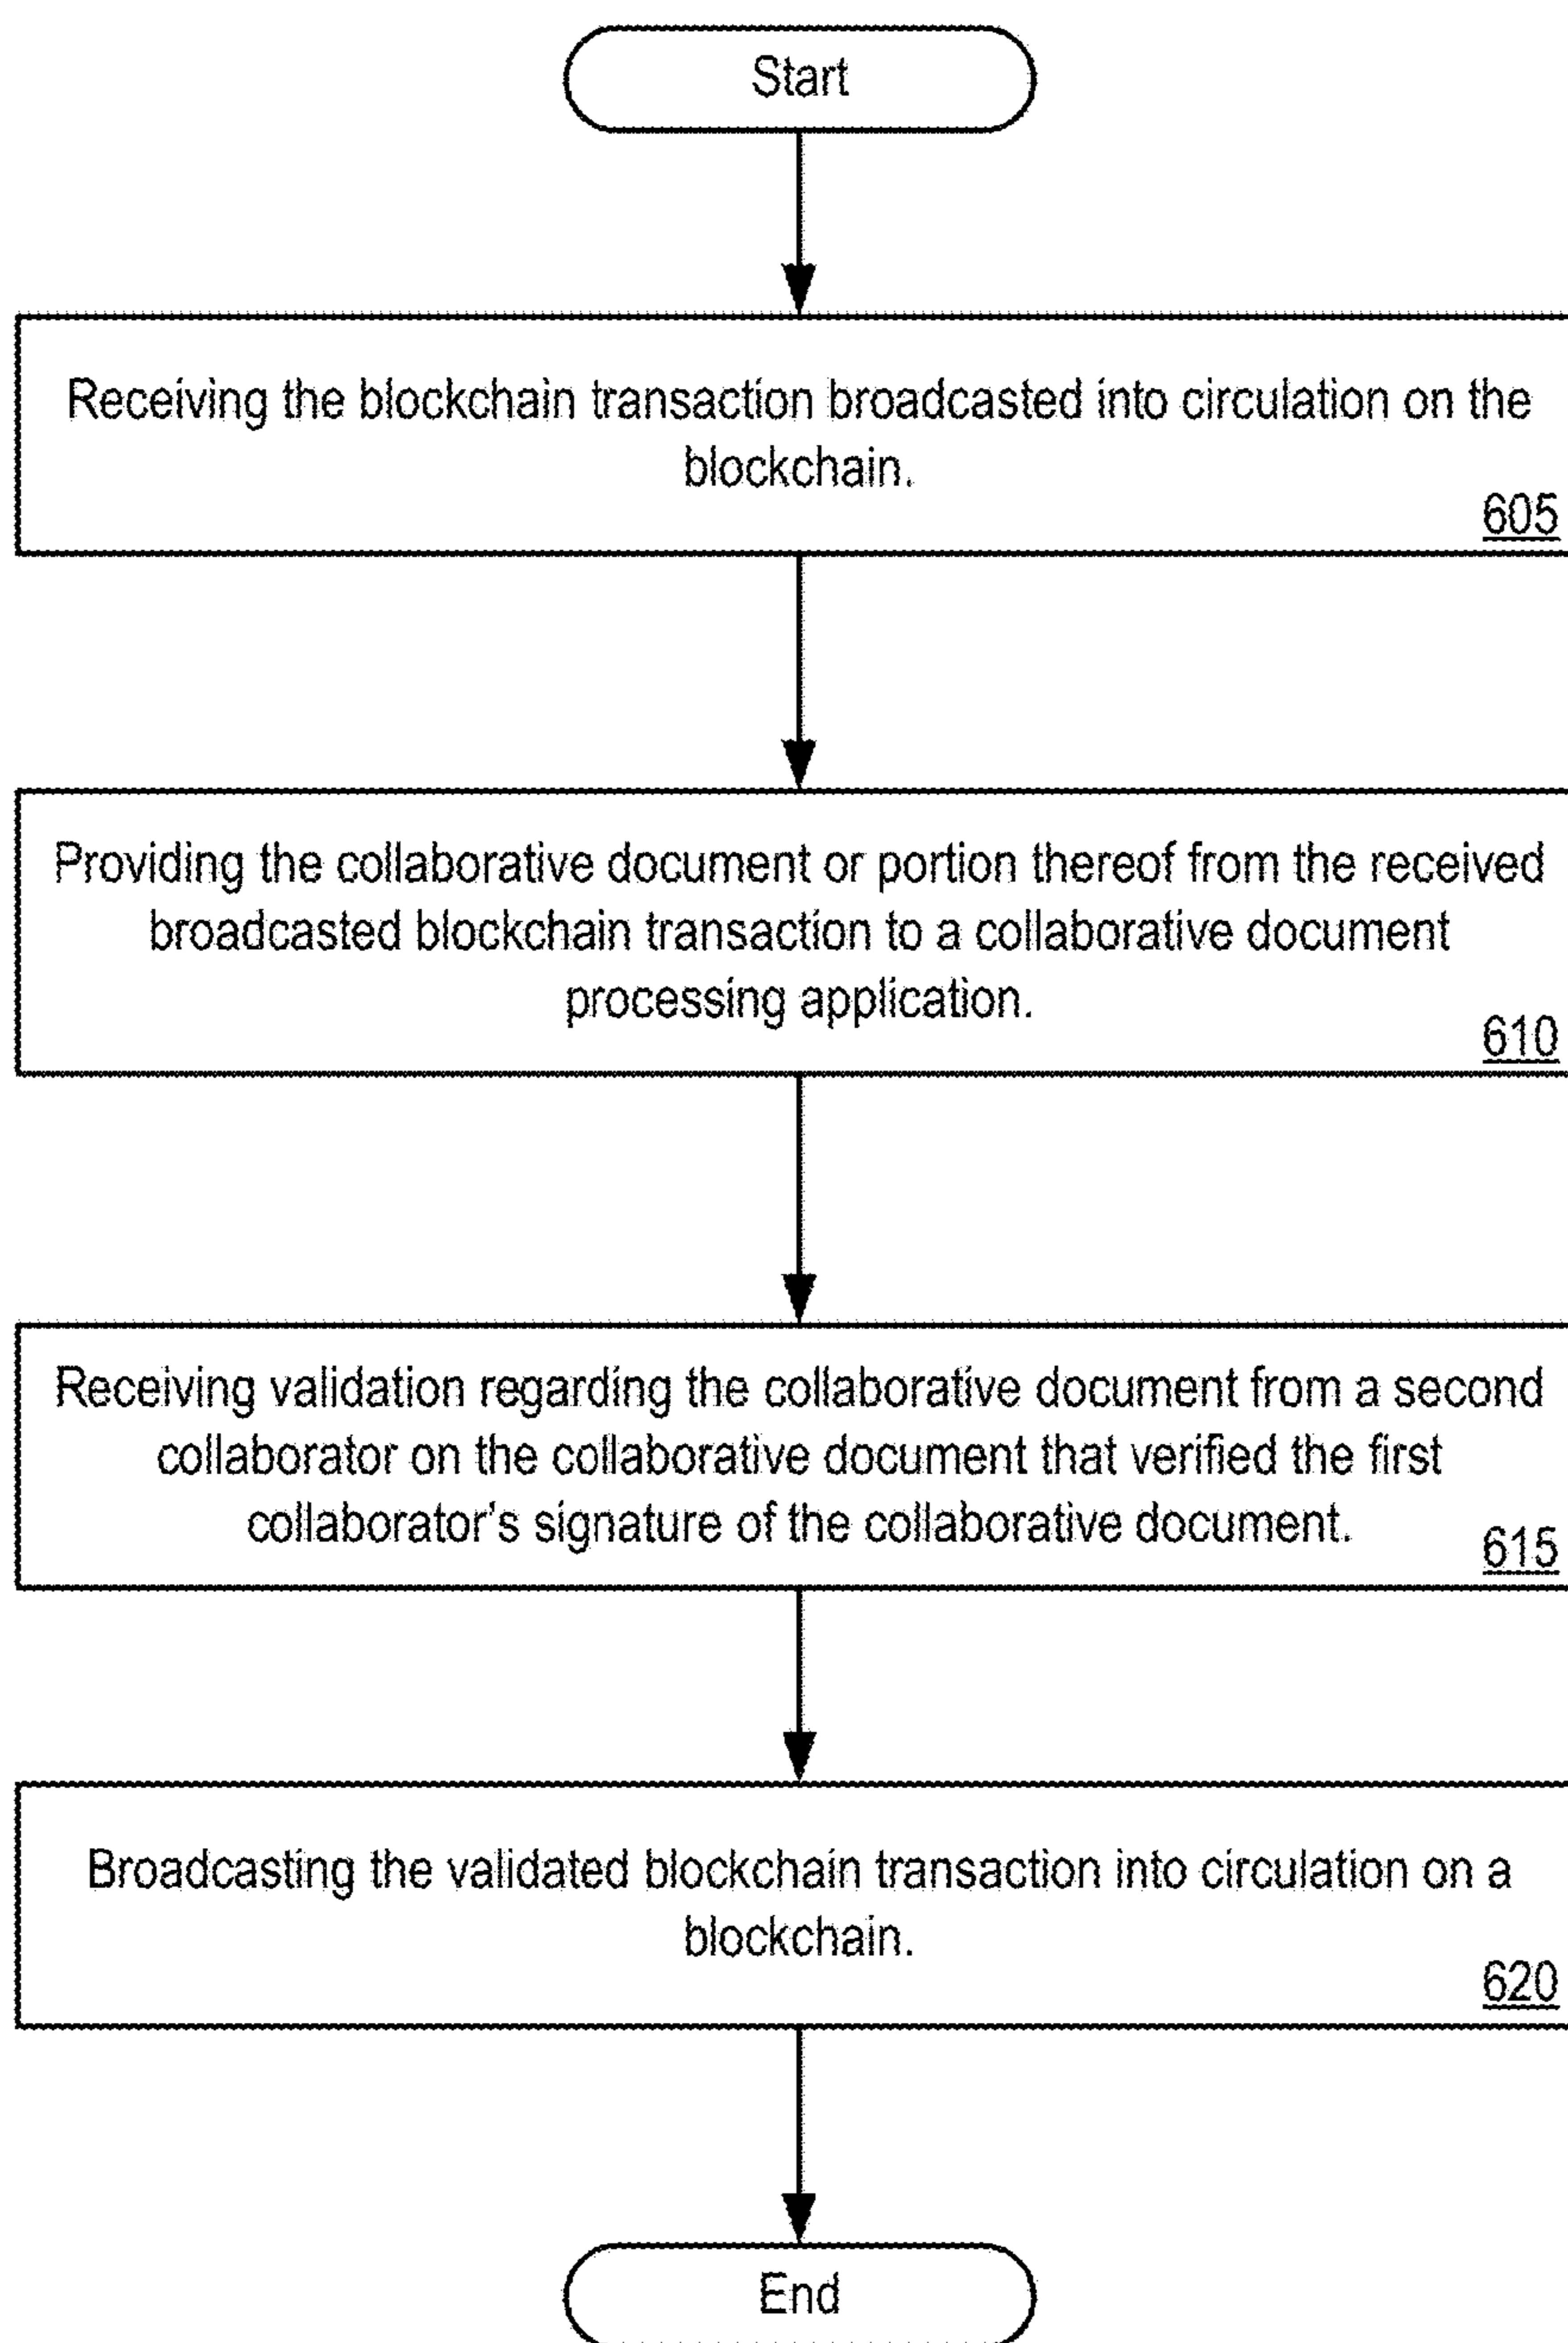 Start
Receiving the blockchain transaction broadcasted into circulation on the
blockchain.
605
Providing the collaborative document or portion thereof from the received
broadcasted blockchain transaction to a collaborative document
processing application.
610
Receiving validation regarding the collaborative document from a second
collaborator on the collaborative document that verified the first
collaborator's signature of the collaborative document.
615
Broadcasting the validated blockchain transaction into circulation on a
blockchain.
620
End